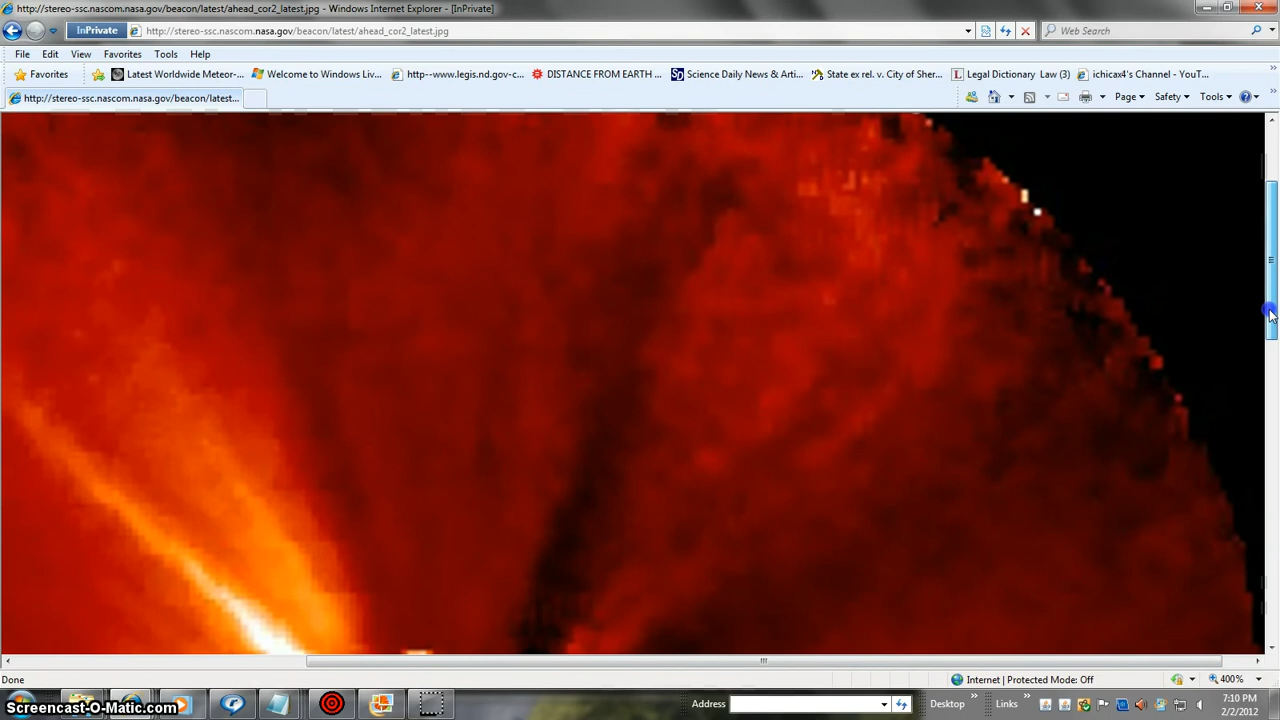 http://stereo-ssc.nascom.nasa.gov/beacon/latest/ahead_cor2_latest.jpg - Windows Internet Explorer - [InPrivate]
InPrivate http://stereo-ssc.nascom.nasa.gov/beacon/latest/ahead_cor2_latest.jpg Web Search
File Edit View Favorites Tools Help
Favorites Latest Worldwide Meteor-... Welcome to Windows Liv... http--www.legis.nd.gov-c... DISTANCE FROM EARTH ... SD Science Daily News & Arti... State ex rel. v. City of Sher... L Legal Dictionary Law (3) ichicax4's Channel - YouT...
http://stereo-ssc.nascom.nasa.gov/beacon/latest... Page Safety Tools
Done Internet | Protected Mode: Off 400%
Screencast-O-Matic.com Address Desktop » Links » 7:10 PM
2/2/2012